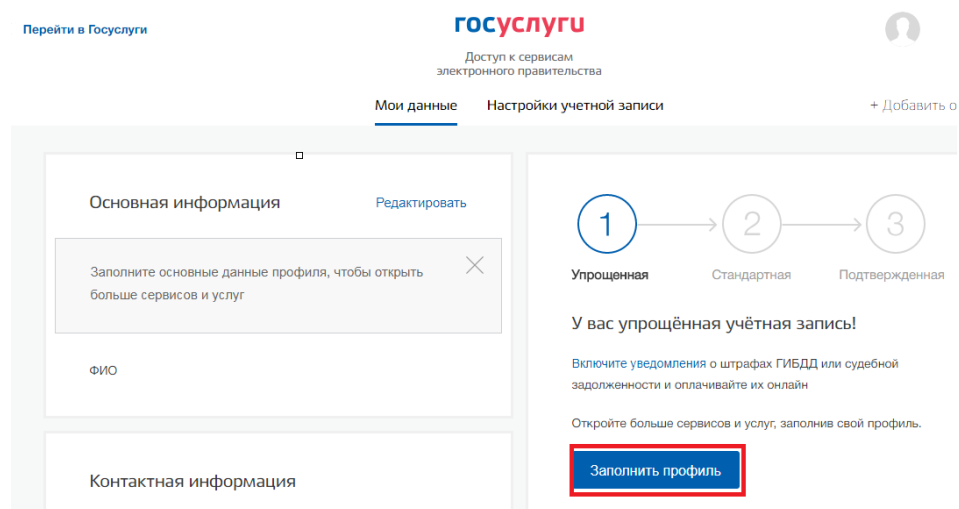 Перейти в Госуслуги
госуслуги
Доступ к сервисам
электронного правительства
Мои данные
Настройки учетной записи
+ Добавить о
Основная информация
Редактировать
Заполните основные данные профиля, чтобы открыть
больше сервисов и услуг
ФИО
Контактная информация
1
2
3
Упрощенная
Стандартная
Подтвержденная
У вас упрощённая учётная запись!
Включите уведомления о штрафах ГИБДД или судебной
задолженности и оплачивайте их онлайн
Откройте больше сервисов и услуг, заполнив свой профиль.
Заполнить профиль